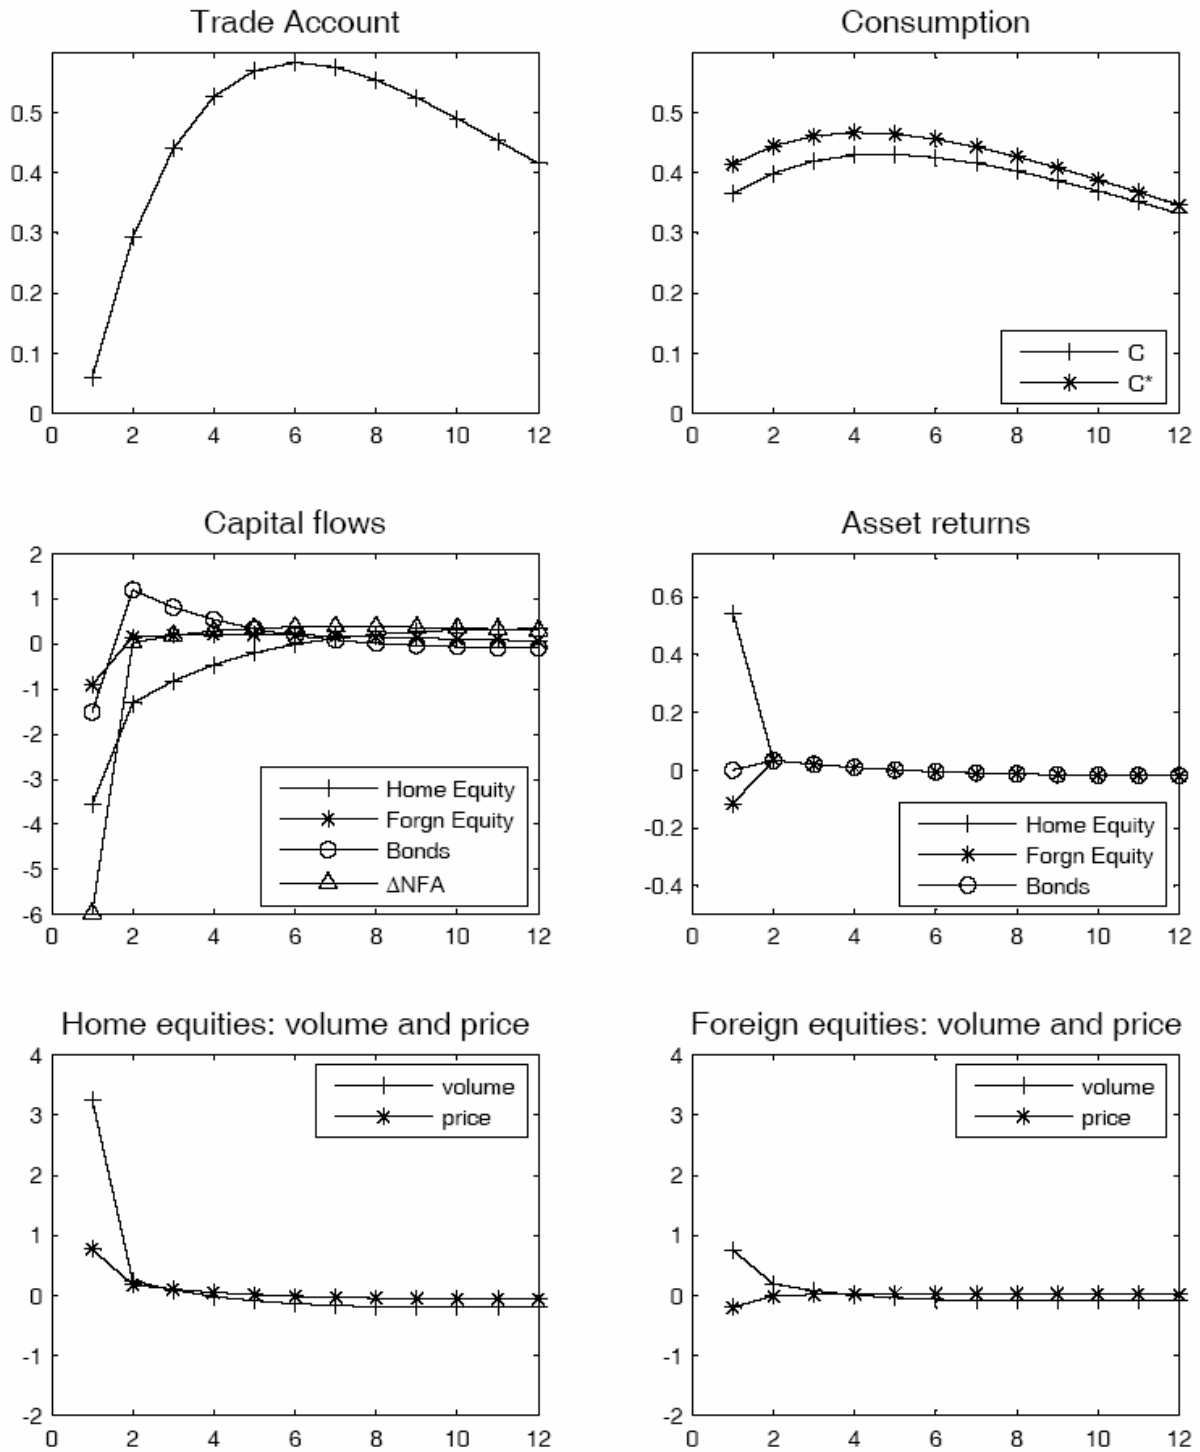 Trade Account
0.5
0.4
0.3
0.2
0.1
0
0 2 4 6 8 10 12
Consumption
0.5
0.4
0.3
0.2
0.1
0
C
C*
0 2 4 6 8 10 12
Capital flows
2
1
0
-1
-2
-3
-4
-5
-6
Home Equity
Forgn Equity
Bonds
ΔNFA
0 2 4 6 8 10 12
Asset returns
0.6
0.4
0.2
0
-0.2
-0.4
Home Equity
Forgn Equity
Bonds
0 2 4 6 8 10 12
Home equities: volume and price
4
3
2
1
0
-1
-2
volume
price
0 2 4 6 8 10 12
Foreign equities: volume and price
4
3
2
1
0
-1
-2
volume
price
0 2 4 6 8 10 12